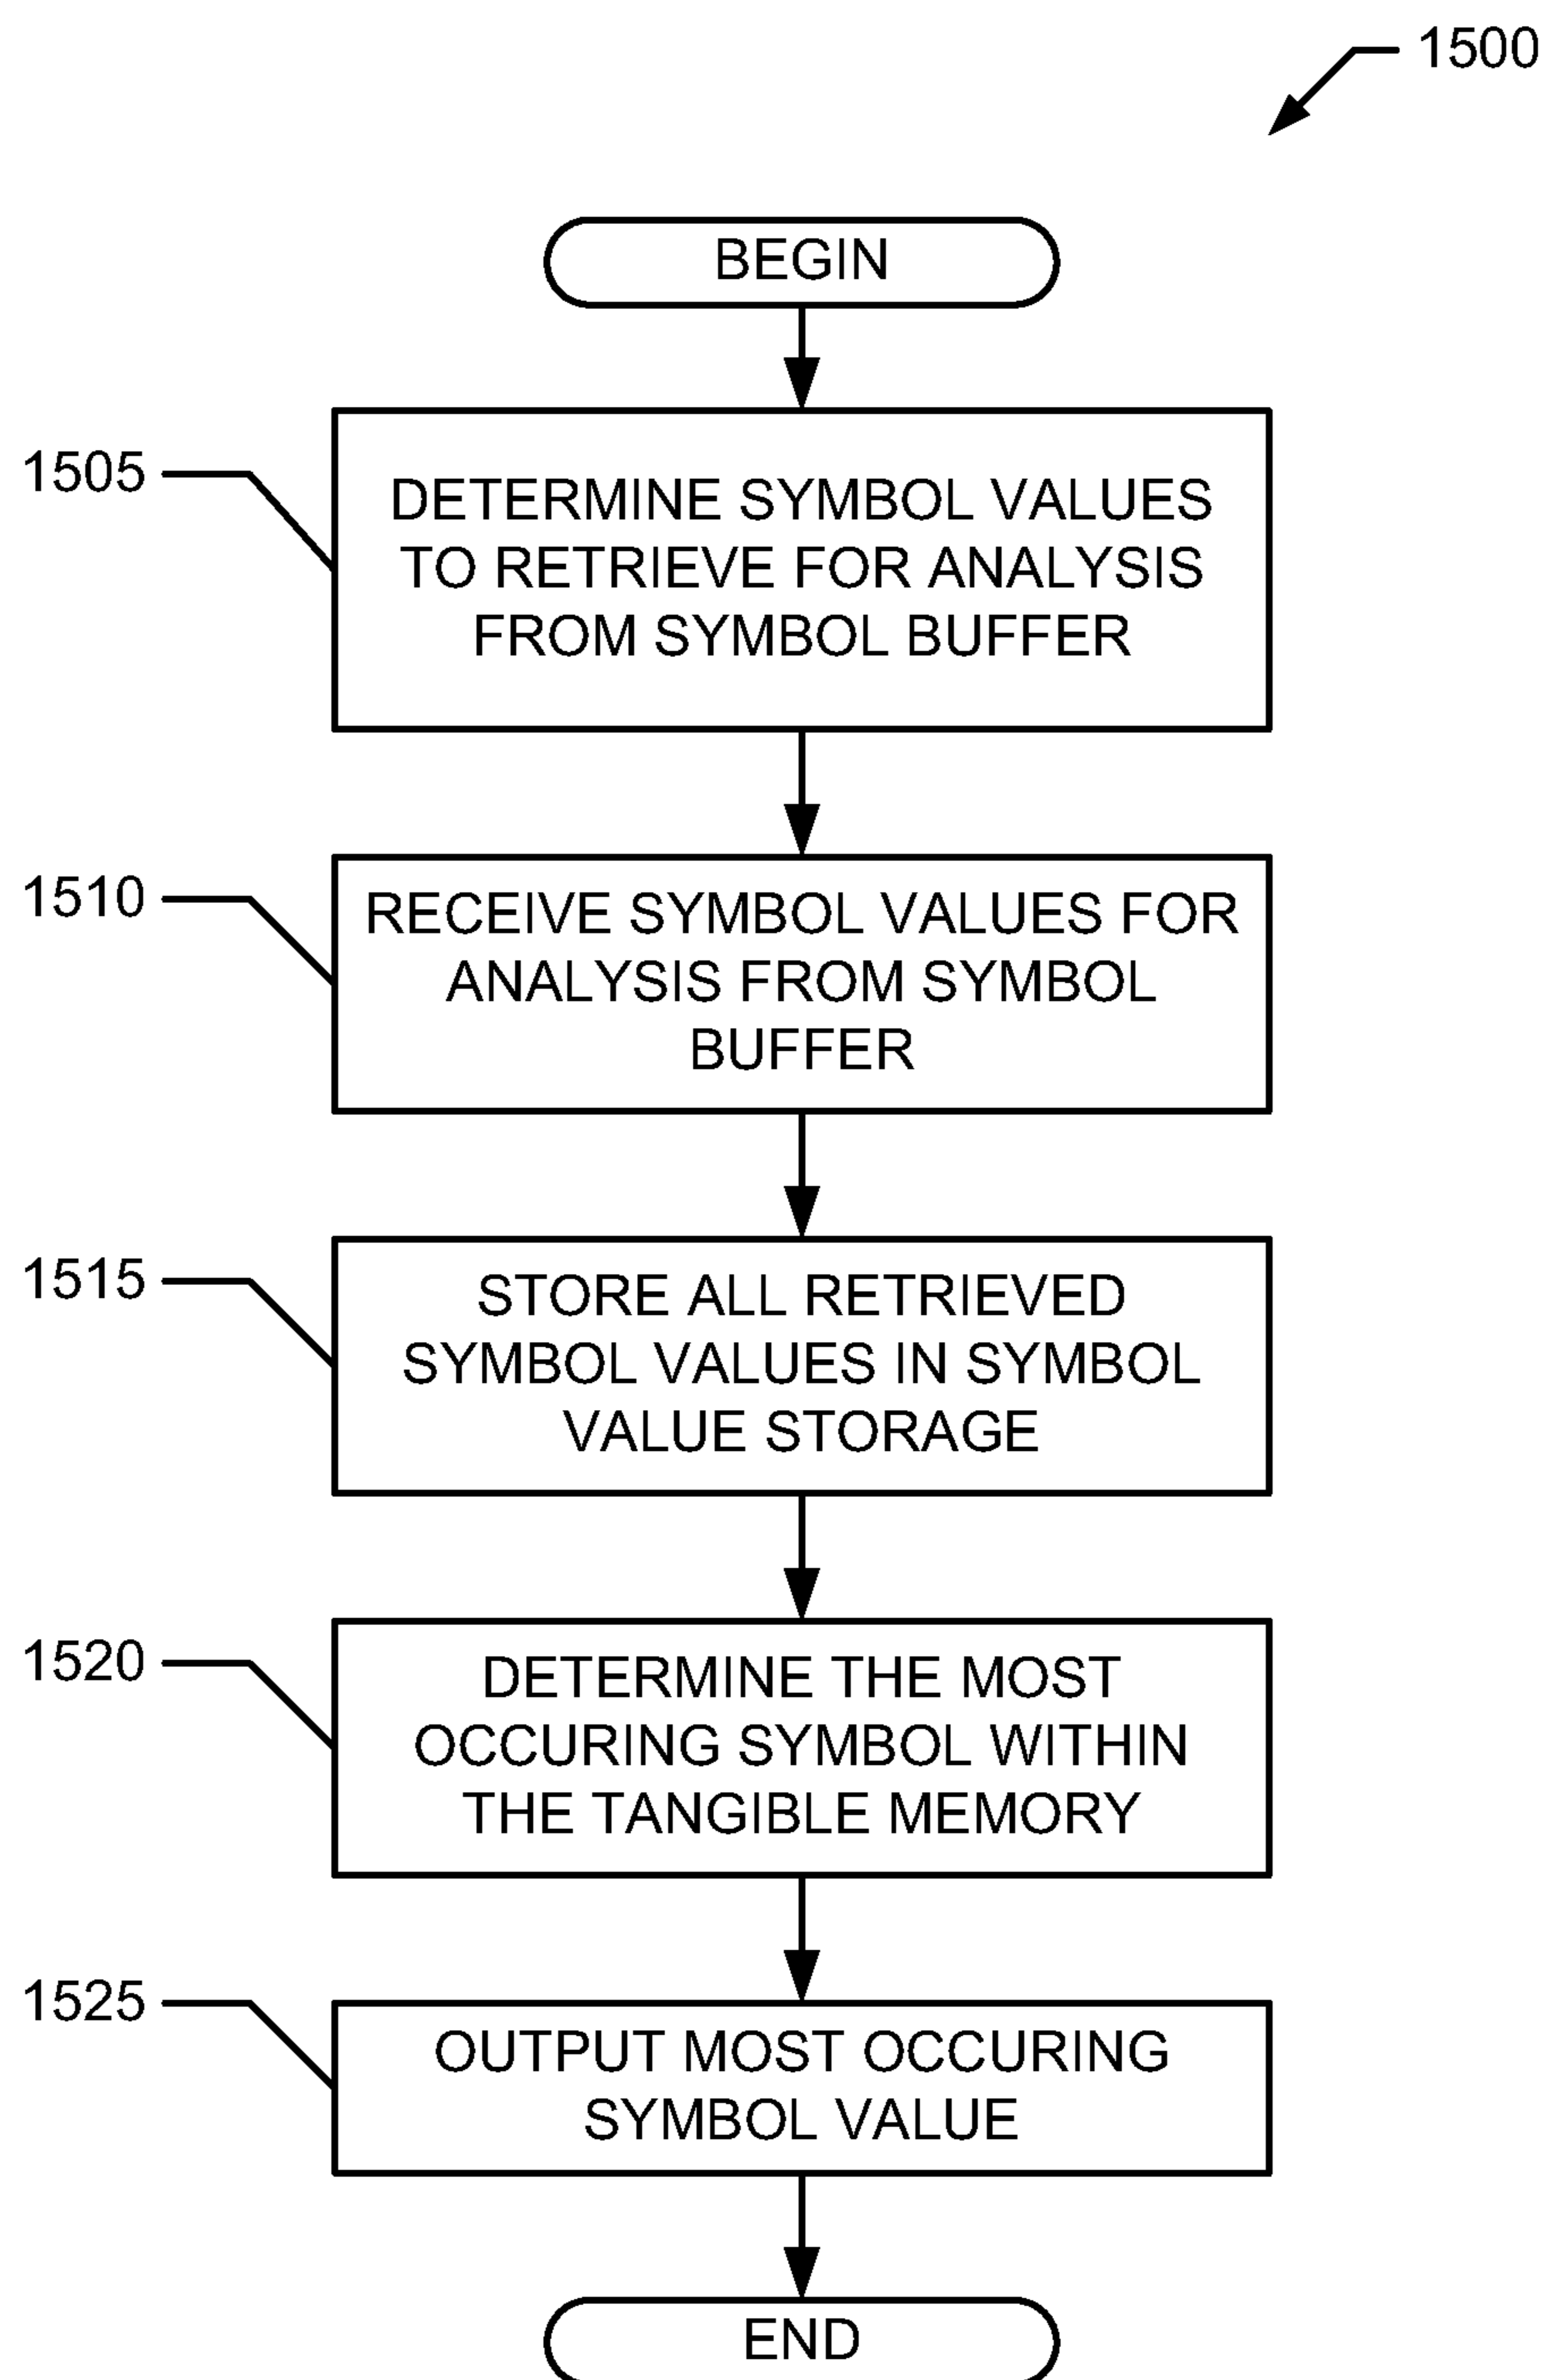 1500
BEGIN
1505
DETERMINE SYMBOL VALUES
TO RETRIEVE FOR ANALYSIS
FROM SYMBOL BUFFER
1510
RECEIVE SYMBOL VALUES FOR
ANALYSIS FROM SYMBOL
BUFFER
1515
STORE ALL RETRIEVED
SYMBOL VALUES IN SYMBOL
VALUE STORAGE
1520
DETERMINE THE MOST
OCCURING SYMBOL WITHIN
THE TANGIBLE MEMORY
1525
OUTPUT MOST OCCURING
SYMBOL VALUE
END